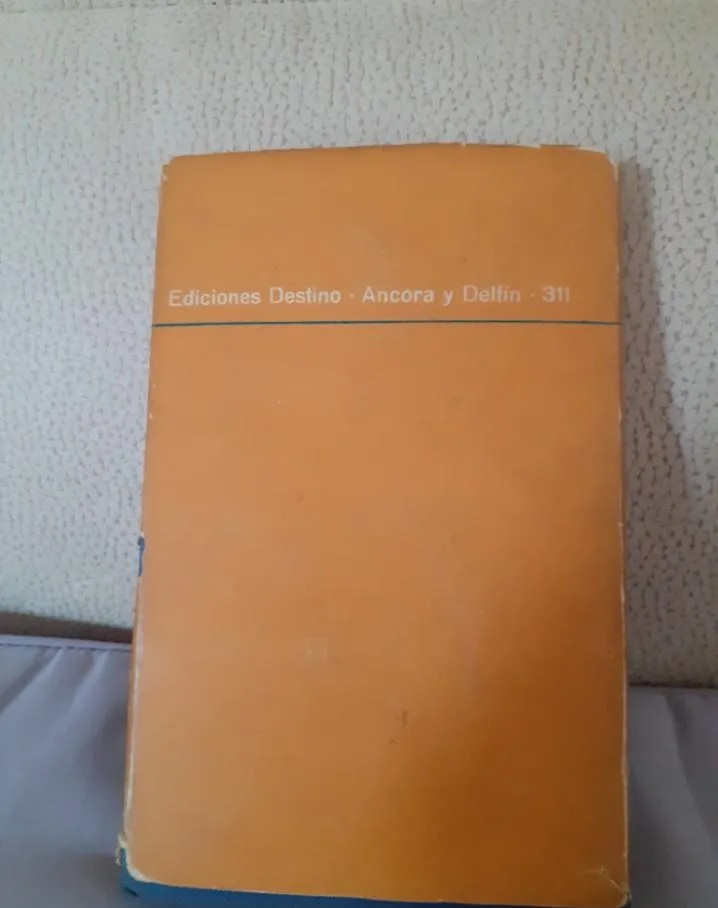 Ediciones Destino · Ancora y Delfín · 311